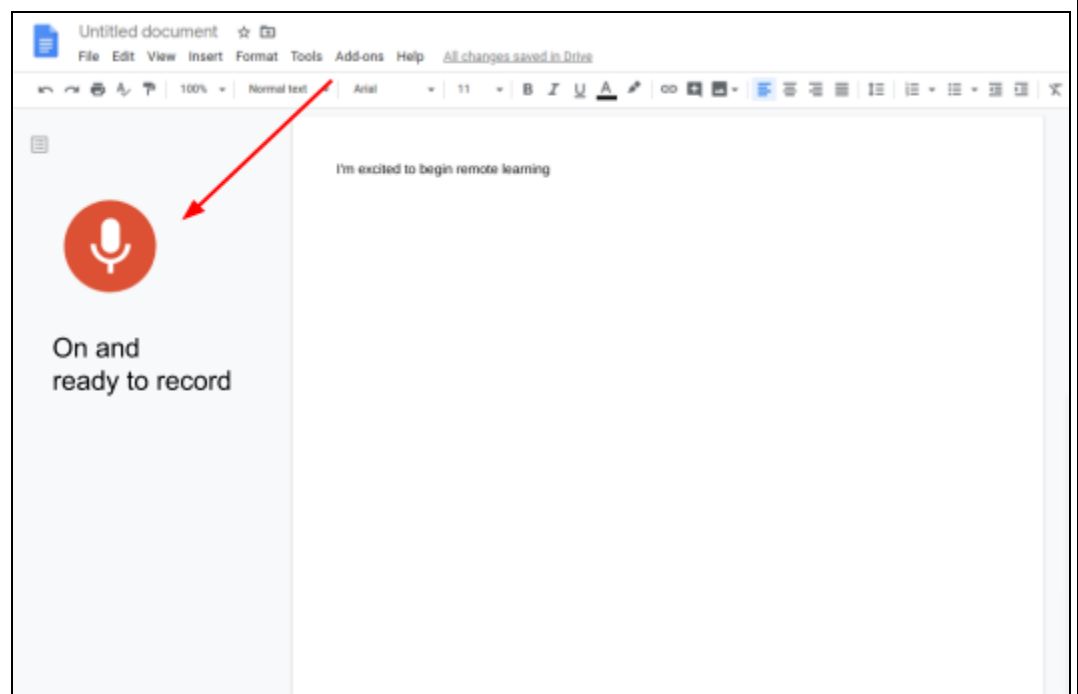 Untitled document
File Edit View Insert Format Tools Add-ons Help All changes saved in Drive
100% Normal text Arial 11 B I U A
I'm excited to begin remote learning
On and
ready to record